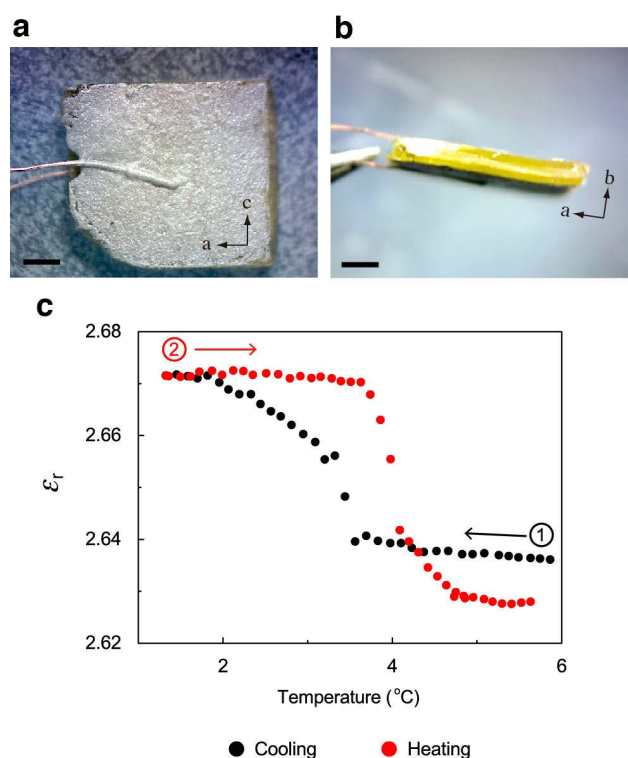 a
b
c
a
b
a
c
2.68
② →
2.66
εr
2.64
← ①
2.62
2
4
6
Temperature (°C)
● Cooling ● Heating